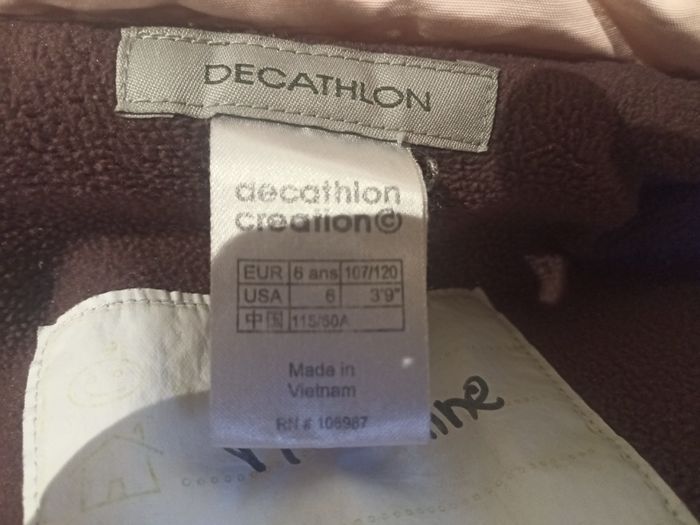 DECATHLON
decathlon
creation©
EUR 6 ans 107/120
USA 6 3'9"
中国 115/60A
Made in
Vietnam
RN # 106987